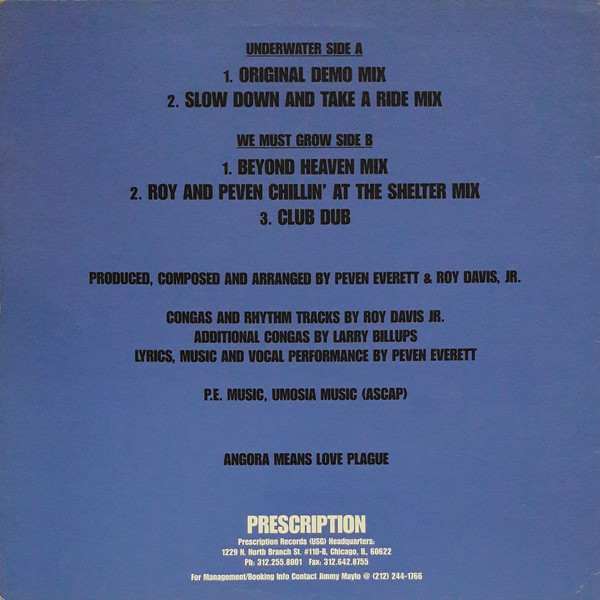 UNDERWATER SIDE A
1. ORIGINAL DEMO MIX
2. SLOW DOWN AND TAKE A RIDE MIX
WE MUST GROW SIDE B
1. BEYOND HEAVEN MIX
2. ROY AND PEVEN CHILLIN' AT THE SHELTER MIX
3. CLUB DUB
PRODUCED, COMPOSED AND ARRANGED BY PEVEN EVERETT & ROY DAVIS, JR.
CONGAS AND RHYTHM TRACKS BY ROY DAVIS JR.
ADDITIONAL CONGAS BY LARRY BILLUPS
LYRICS, MUSIC AND VOCAL PERFORMANCE BY PEVEN EVERETT
P.E. MUSIC, UMOSIA MUSIC (ASCAP)
ANGORA MEANS LOVE PLAGUE
PRESCRIPTION
Prescription Records (USG) Headquarters:
1229 N. North Branch St. #110-B, Chicago, IL, 60622
Ph: 312.255.8001 Fax: 312.642.8755
For Management/Booking Info Contact Jimmy Maylo @ (212) 244-1766